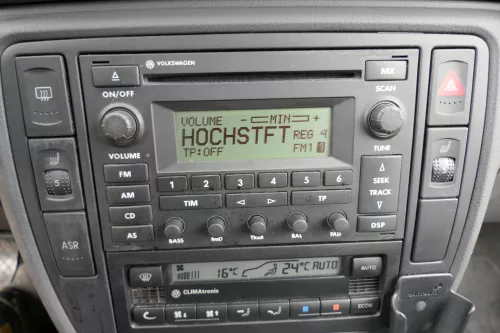 VOLKSWAGEN
MIX
ON/OFF
SCAN
VOLUME - MIN +
HOCHSTFT REG 4
TP:OFF FM1 1
VOLUME
TUNE
FM
AM
CD
AS
1 2 3 4 5 6
TIM
TP
SEEK
TRACK
DSP
BASS
Treb
BAL
FAD
5
ASR
16°C 24°C AUTO
AUTO
CLIMAtronic
ECON